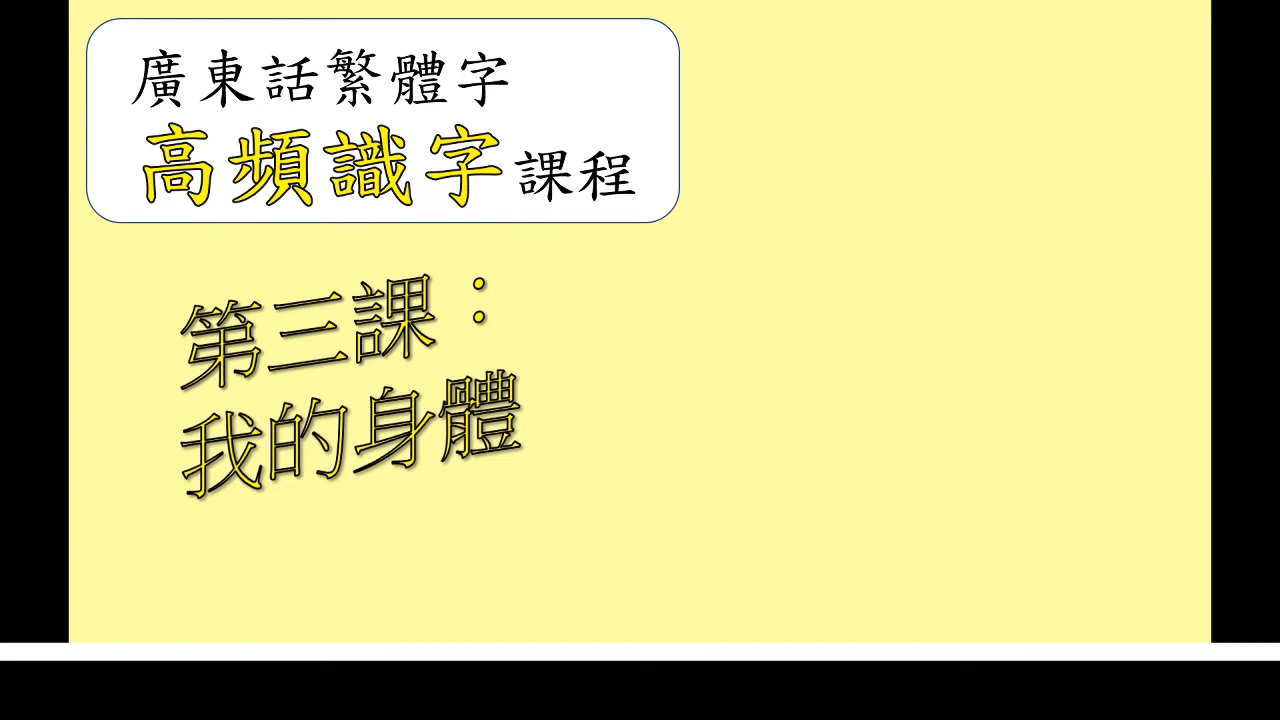 廣東話繁體字
高頻識字課程
第三課：
我的身體